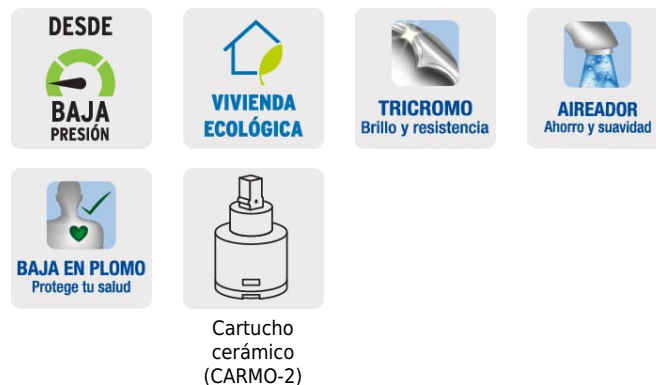 DESDE
BAJA
PRESIÓN
VIVIENDA
ECOLÓGICA
TRICROMO
Brillo y resistencia
AIREADOR
Ahorro y suavidad
BAJA EN PLOMO
Protege tu salud
Cartucho
cerámico
(CARMO-2)